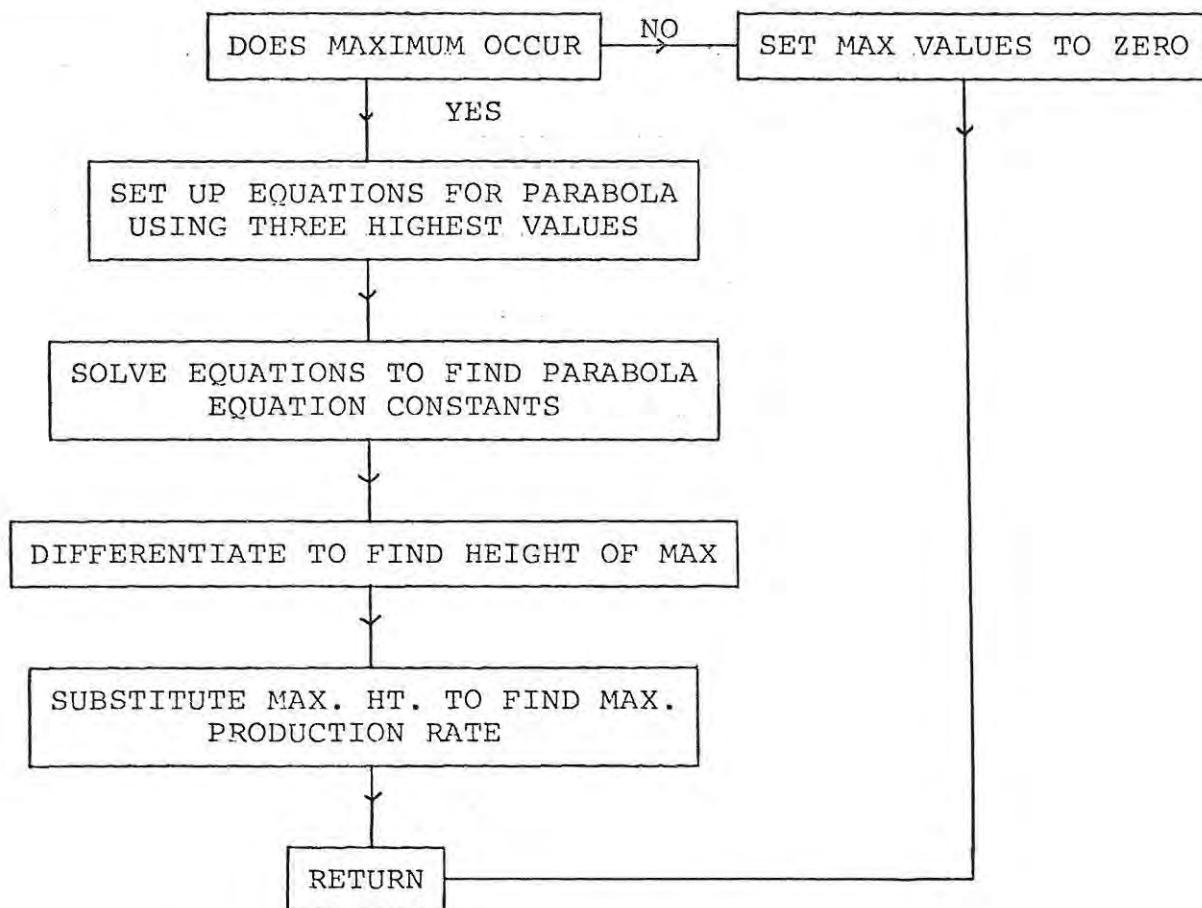 DOES MAXIMUM OCCUR
NO
SET MAX VALUES TO ZERO
YES
SET UP EQUATIONS FOR PARABOLA
USING THREE HIGHEST VALUES
SOLVE EQUATIONS TO FIND PARABOLA
EQUATION CONSTANTS
DIFFERENTIATE TO FIND HEIGHT OF MAX
SUBSTITUTE MAX. HT. TO FIND MAX.
PRODUCTION RATE
RETURN